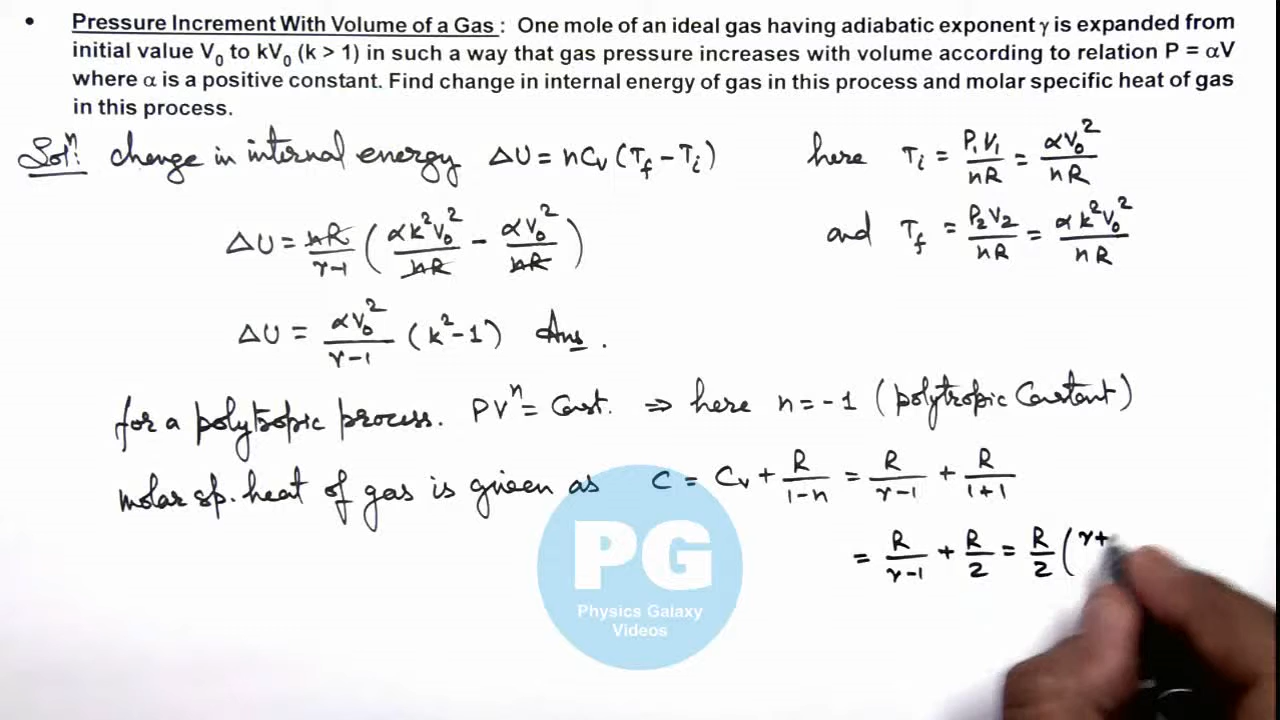 • Pressure Increment With Volume of a Gas : One mole of an ideal gas having adiabatic exponent γ is expanded from
initial value V₀ to kV₀ (k > 1) in such a way that gas pressure increases with volume according to relation P = αV
where α is a positive constant. Find change in internal energy of gas in this process and molar specific heat of gas
in this process.
Solⁿ: change in internal energy ΔU = nCv (T_f − T_i) here T_i = P₁V₁/nR = αV₀²/nR
ΔU = nR/γ−1 (αk²V₀²/nR − αV₀²/nR) and T_f = P₂V₂/nR = αk²V₀²/nR
ΔU = αV₀²/γ−1 (k²−1) Ans.
for a polytropic process. PVⁿ = Const. ⇒ here n = −1 (polytropic Constant)
molar sp. heat of gas is given as C = Cv + R/1−n = R/γ−1 + R/1+1
= R/γ−1 + R/2 = R/2 (γ+
PG
Physics Galaxy
Videos